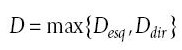 D = max{D_esq, D_dir}